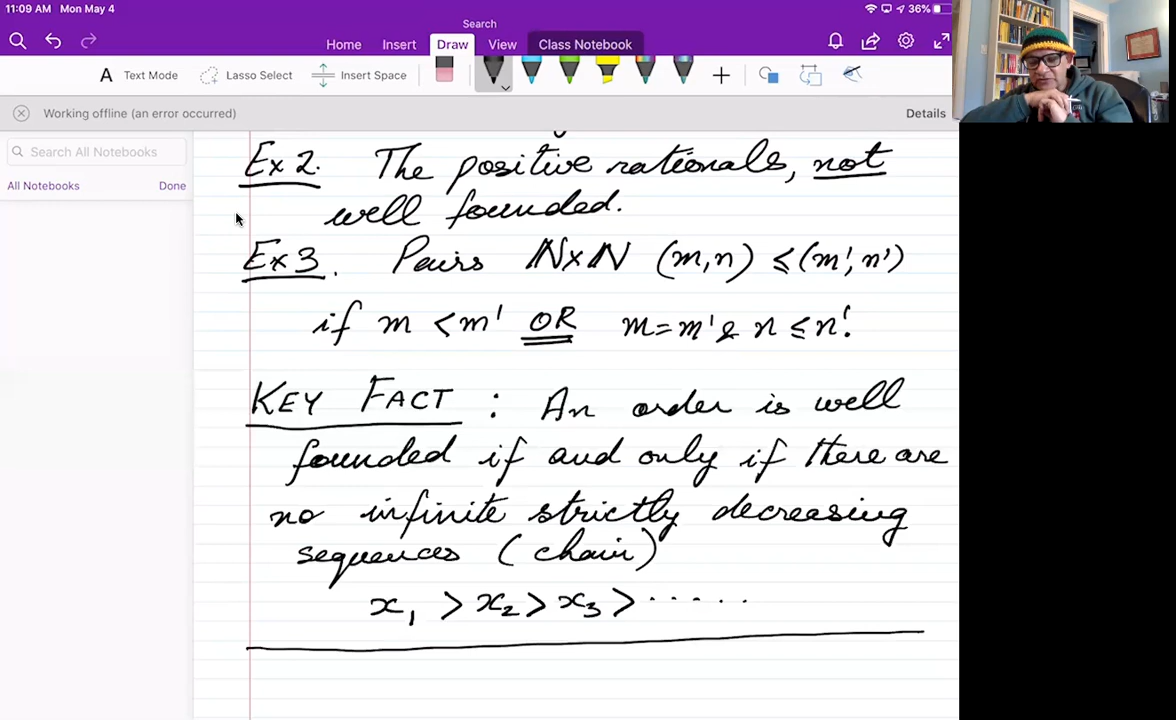 11:09 AM Mon May 4
36%
Search
Home Insert Draw View Class Notebook
A Text Mode Lasso Select Insert Space
Working offline (an error occurred) Details
Search All Notebooks
All Notebooks Done
Ex 2. The positive rationals, not
well founded.
Ex 3. Pairs ℕ×ℕ (m,n) ≤ (m',n')
if m < m' OR m=m' & n ≤ n'.
KEY FACT : An order is well
founded if and only if there are
no infinite strictly decreasing
sequences (chain)
x₁ > x₂ > x₃ > ......